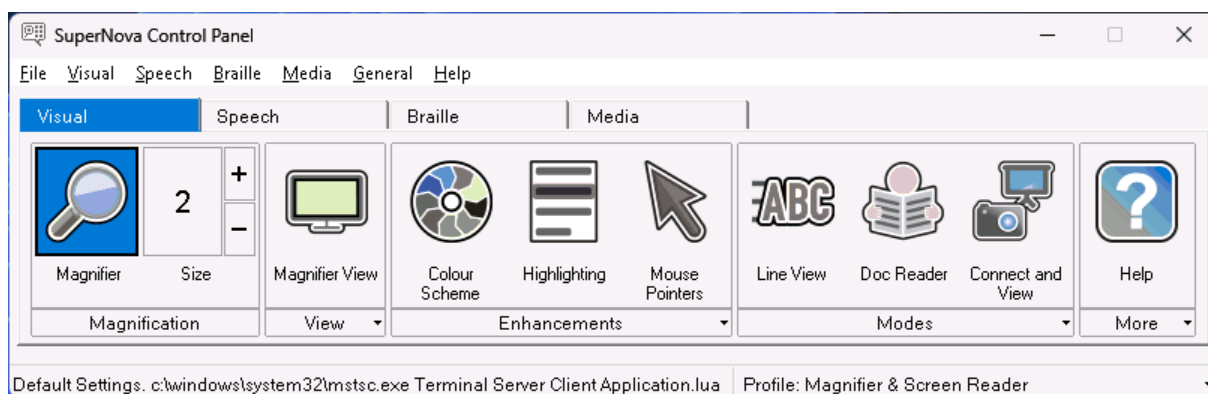 SuperNova Control Panel
File Visual Speech Braille Media General Help
Visual Speech Braille Media
2 + −
ABC ?
Magnifier Size Magnifier View Colour Scheme Highlighting Mouse Pointers Line View Doc Reader Connect and View Help
Magnification View Enhancements Modes More
Default Settings. c:\windows\system32\mstsc.exe Terminal Server Client Application.lua Profile: Magnifier & Screen Reader